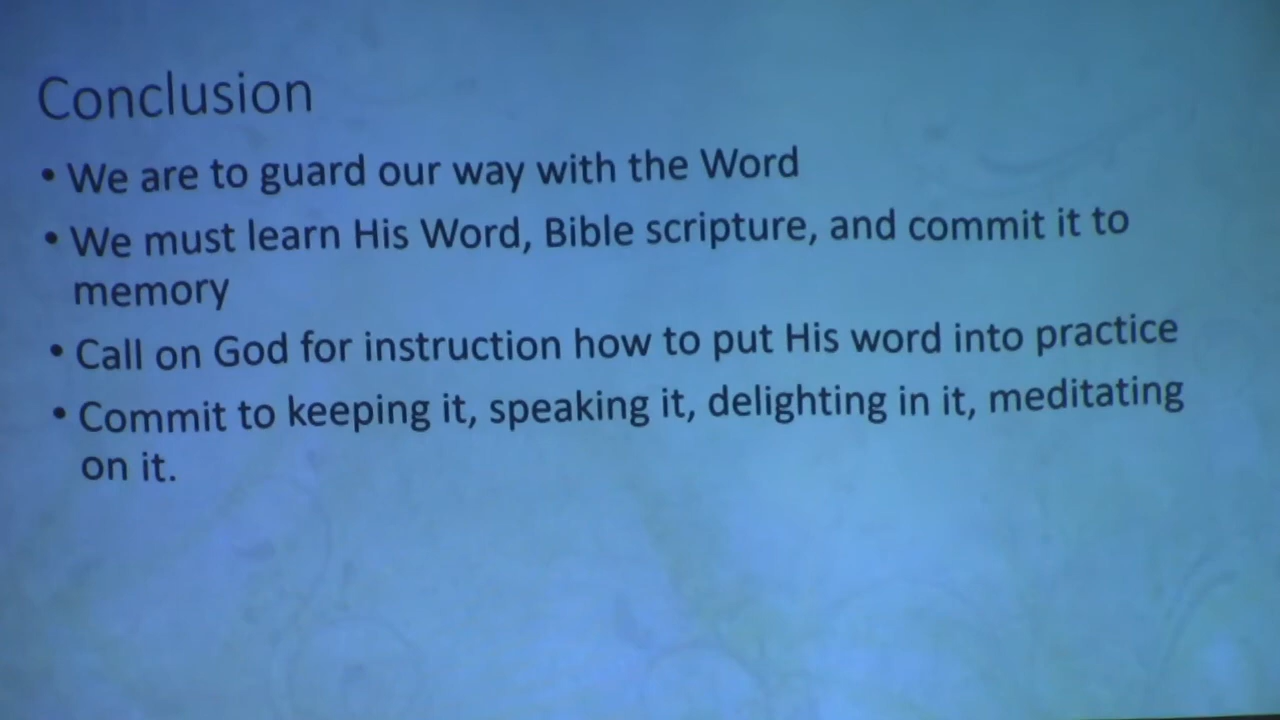 Conclusion
• We are to guard our way with the Word
• We must learn His Word, Bible scripture, and commit it to
memory
• Call on God for instruction how to put His word into practice
• Commit to keeping it, speaking it, delighting in it, meditating
on it.